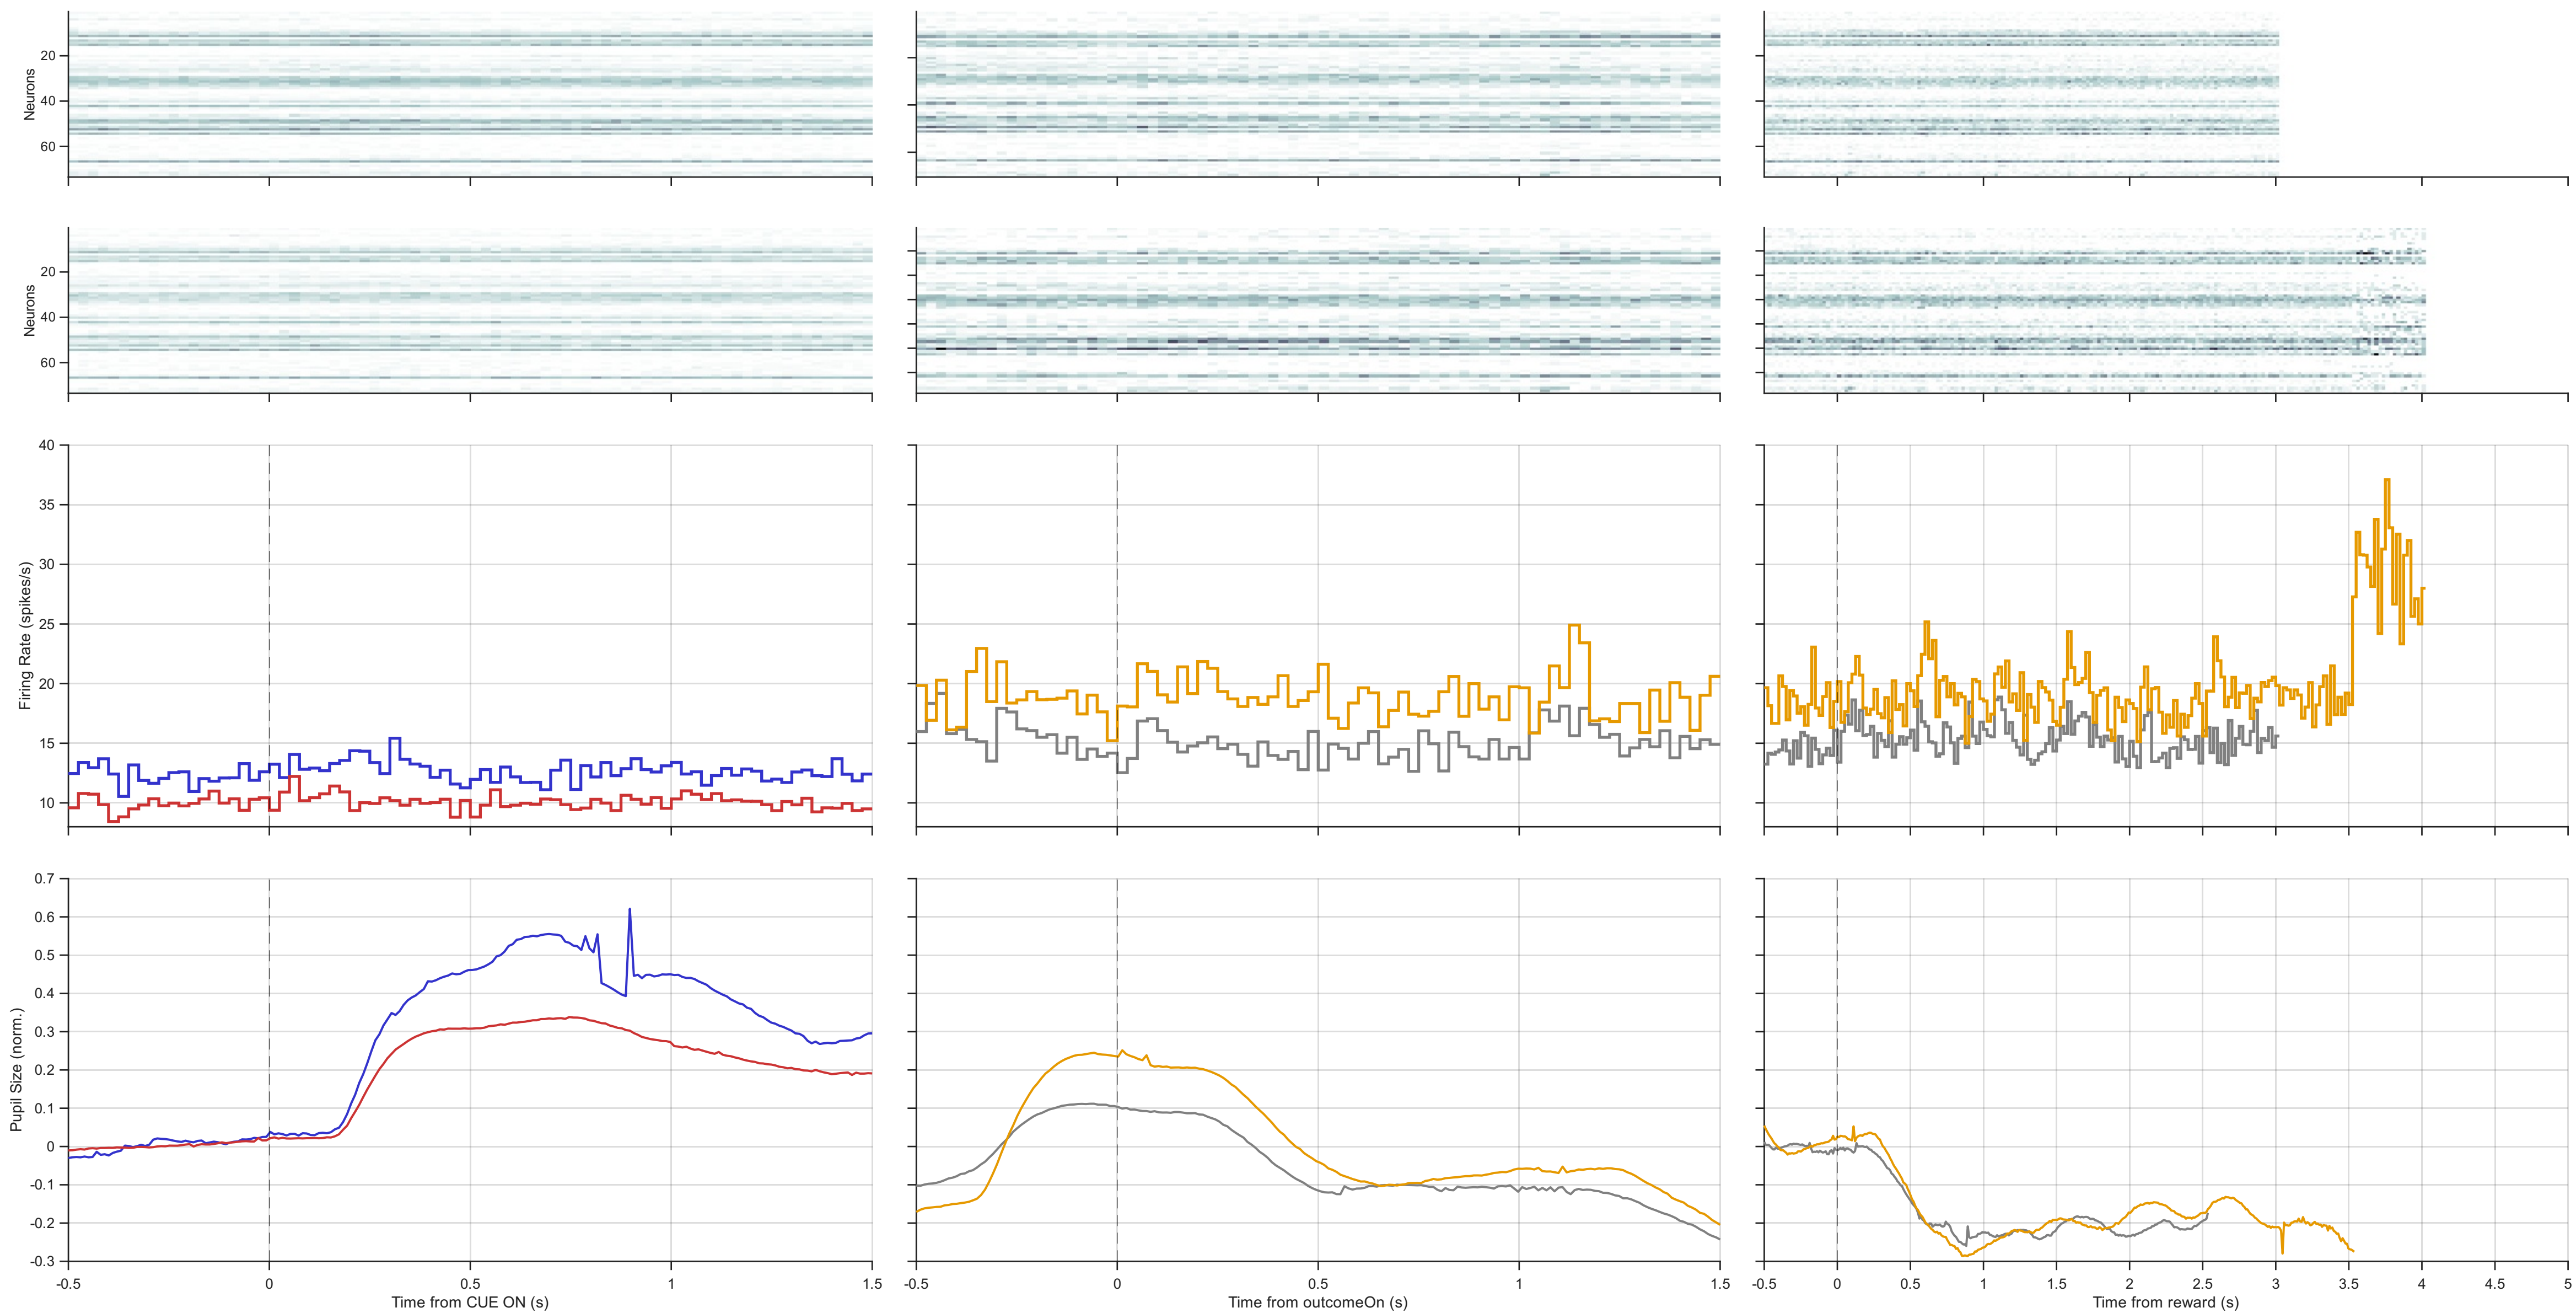 Neurons
20
40
60
Neurons
20
40
60
Firing Rate (spikes/s)
40
35
30
25
20
15
10
Pupil Size (norm.)
0.7
0.6
0.5
0.4
0.3
0.2
0.1
0
-0.1
-0.2
-0.3
-0.5 0 0.5 1 1.5
Time from CUE ON (s)
-0.5 0 0.5 1 1.5
Time from outcomeOn (s)
-0.5 0 0.5 1 1.5 2 2.5 3 3.5 4 4.5 5
Time from reward (s)